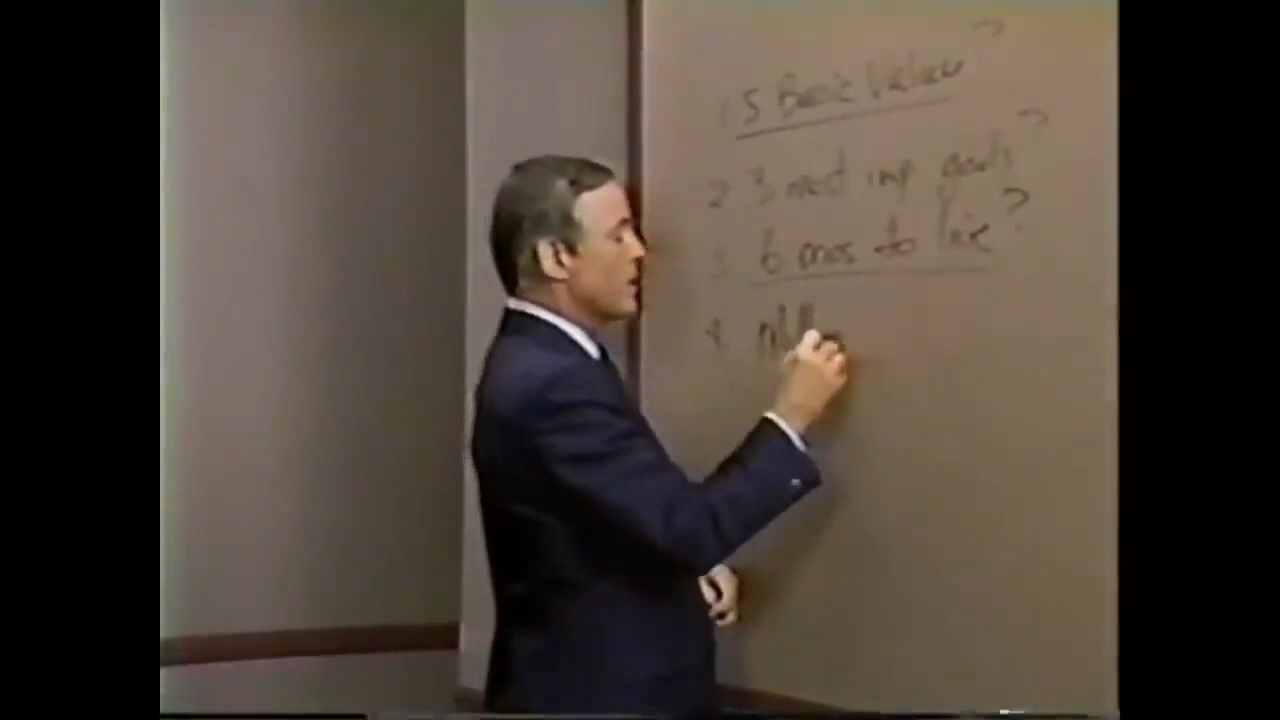 1 5 Basic Values?
2. 3 most imp goals?
3. 6 mos to live?
4.